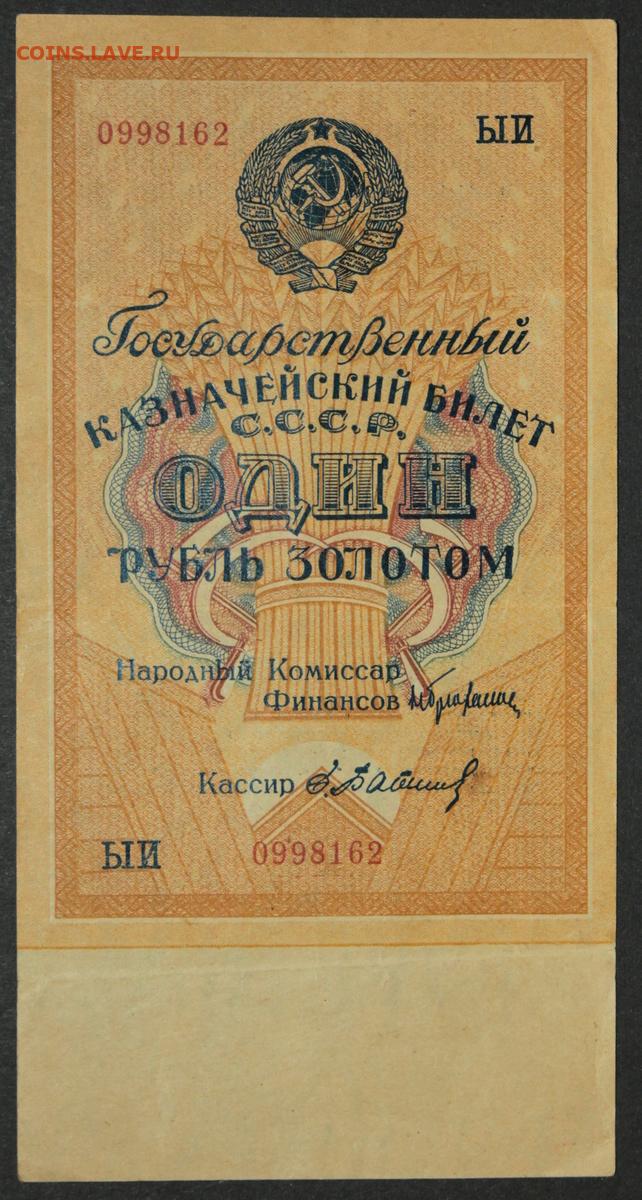 COINS.LAVE.RU
0998162 ЫИ
Государственный
КАЗНАЧЕЙСКИЙ БИЛЕТ
С.С.С.Р.
ОДИН
РУБЛЬ ЗОЛОТОМ
Народный Комиссар
Финансов
Кассир
ЫИ 0998162